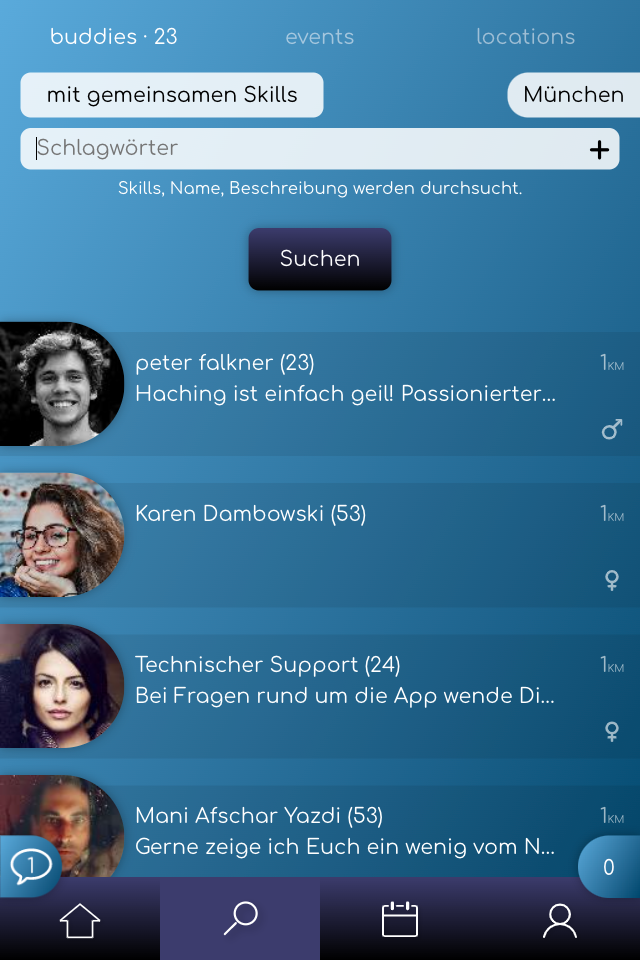 buddies · 23 events locations
mit gemeinsamen Skills München
Schlagwörter
Skills, Name, Beschreibung werden durchsucht.
Suchen
peter falkner (23) 1KM
Haching ist einfach geil! Passionierter...
Karen Dambowski (53) 1KM
Technischer Support (24) 1KM
Bei Fragen rund um die App wende Di...
Mani Afschar Yazdi (53) 1KM
Gerne zeige ich Euch ein wenig vom N...
1 0